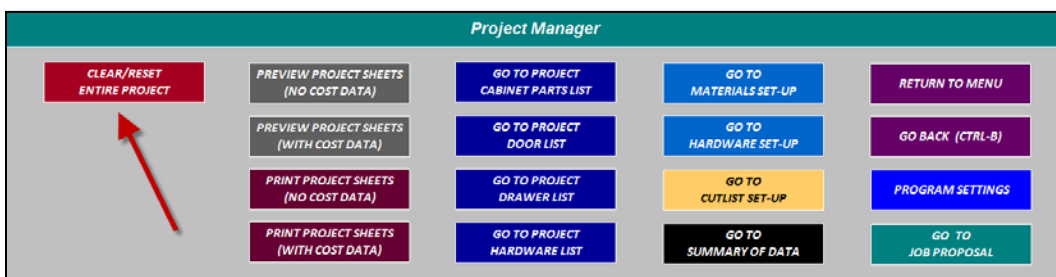 Project Manager
CLEAR/RESET
ENTIRE PROJECT
PREVIEW PROJECT SHEETS
(NO COST DATA)
GO TO PROJECT
CABINET PARTS LIST
GO TO
MATERIALS SET-UP
RETURN TO MENU
PREVIEW PROJECT SHEETS
(WITH COST DATA)
GO TO PROJECT
DOOR LIST
GO TO
HARDWARE SET-UP
GO BACK (CTRL-B)
PRINT PROJECT SHEETS
(NO COST DATA)
GO TO PROJECT
DRAWER LIST
GO TO
CUTLIST SET-UP
PROGRAM SETTINGS
PRINT PROJECT SHEETS
(WITH COST DATA)
GO TO PROJECT
HARDWARE LIST
GO TO
SUMMARY OF DATA
GO TO
JOB PROPOSAL